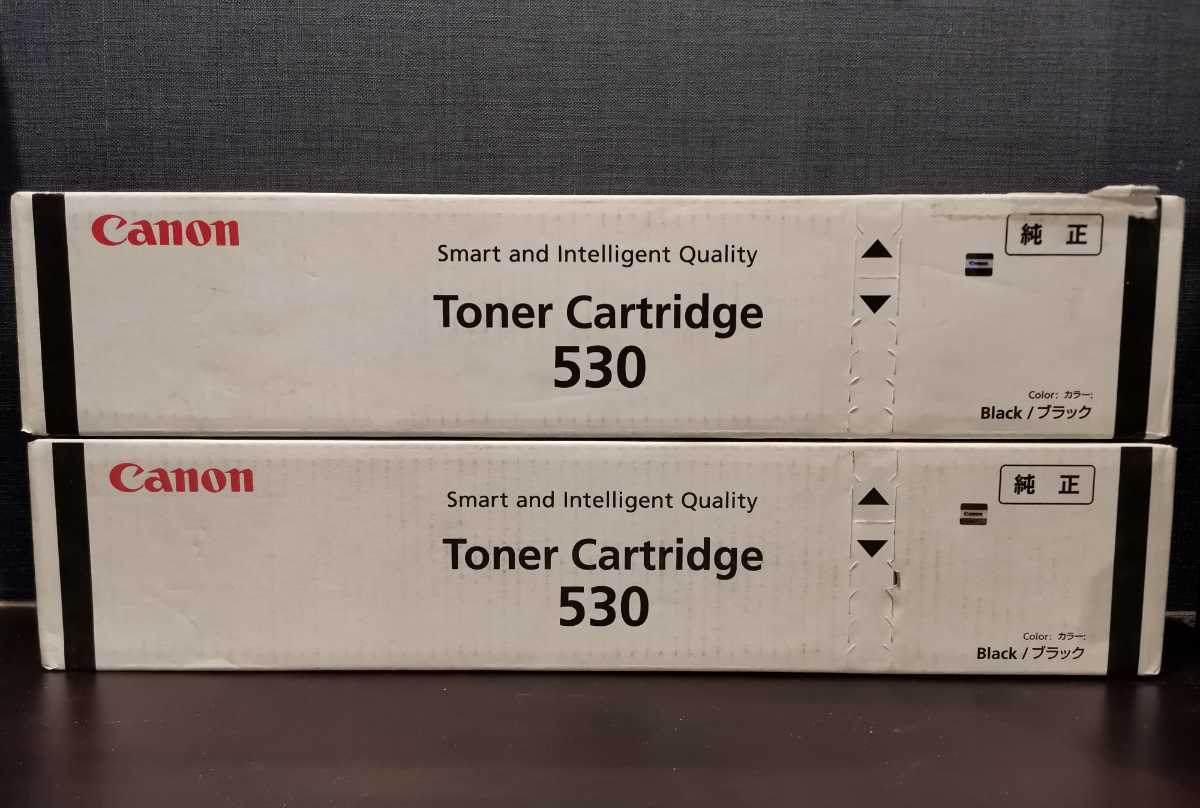 Canon
Smart and Intelligent Quality
Toner Cartridge
530
純正
Canon
Color: カラー:
Black / ブラック
Canon
Smart and Intelligent Quality
Toner Cartridge
530
純正
Canon
Color: カラー:
Black / ブラック